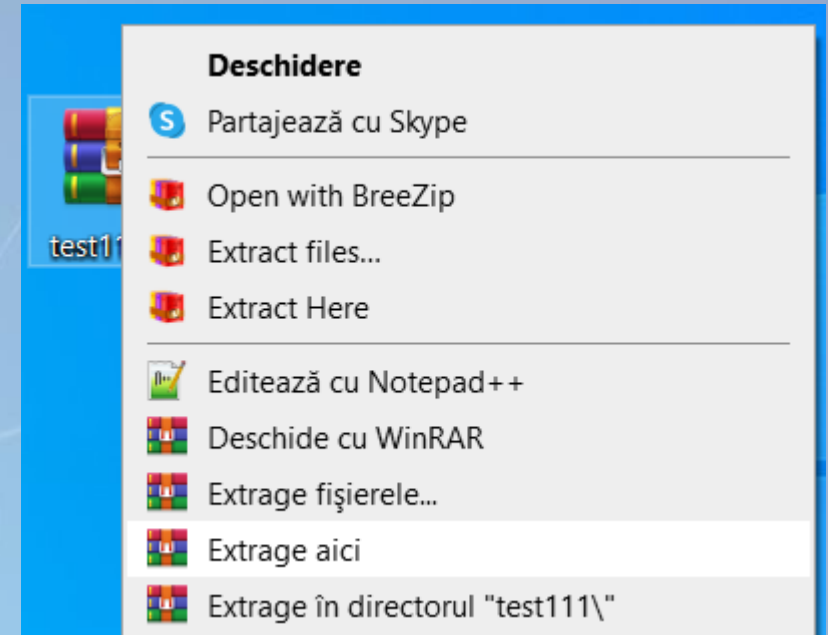 Deschidere
Partajează cu Skype
Open with BreeZip
Extract files...
Extract Here
test11
Editează cu Notepad++
Deschide cu WinRAR
Extrage fişierele...
Extrage aici
Extrage în directorul "test111\"